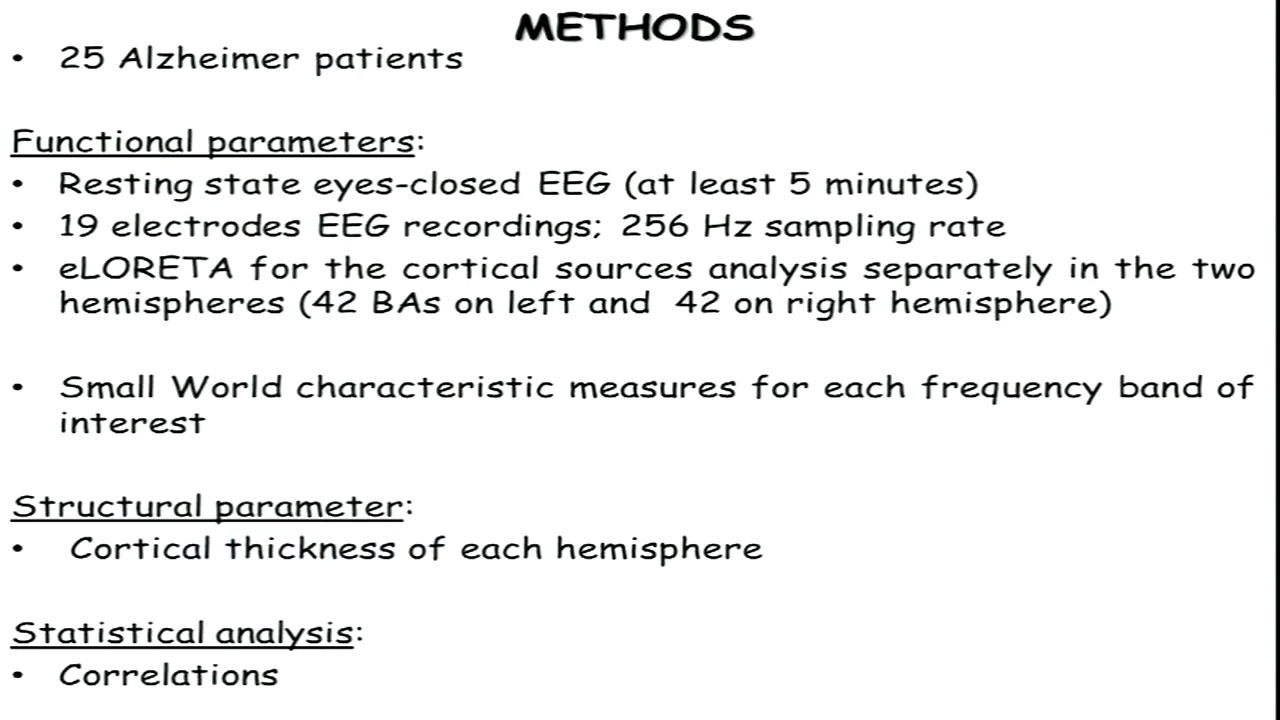 METHODS
• 25 Alzheimer patients
Functional parameters:
• Resting state eyes-closed EEG (at least 5 minutes)
• 19 electrodes EEG recordings; 256 Hz sampling rate
• eLORETA for the cortical sources analysis separately in the two
hemispheres (42 BAs on left and 42 on right hemisphere)
• Small World characteristic measures for each frequency band of
interest
Structural parameter:
• Cortical thickness of each hemisphere
Statistical analysis:
• Correlations